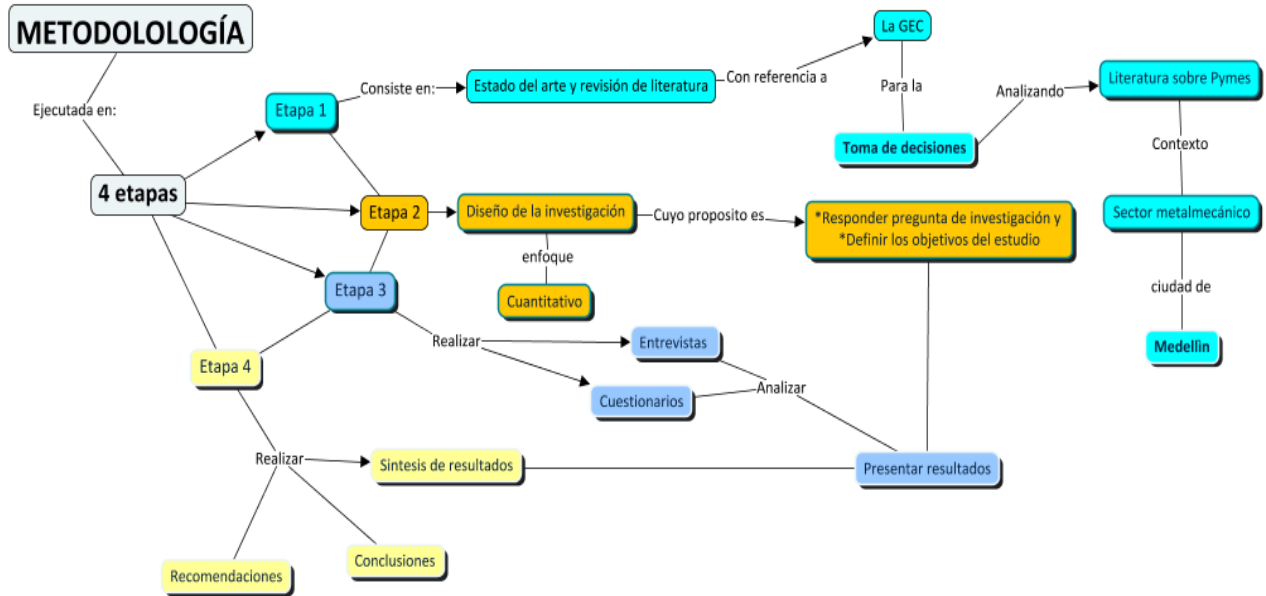 METODOLOLOGÍA
Ejecutada en:
4 etapas
Etapa 1
Consiste en:
Estado del arte y revisión de literatura
Con referencia a
La GEC
Para la
Toma de decisiones
Analizando
Literatura sobre Pymes
Contexto
Sector metalmecánico
ciudad de
Medellìn
Etapa 2
Diseño de la investigación
enfoque
Cuantitativo
Cuyo proposito es
*Responder pregunta de investigación y
*Definir los objetivos del estudio
Etapa 3
Realizar
Entrevistas
Cuestionarios
Analizar
Presentar resultados
Etapa 4
Realizar
Sintesis de resultados
Conclusiones
Recomendaciones